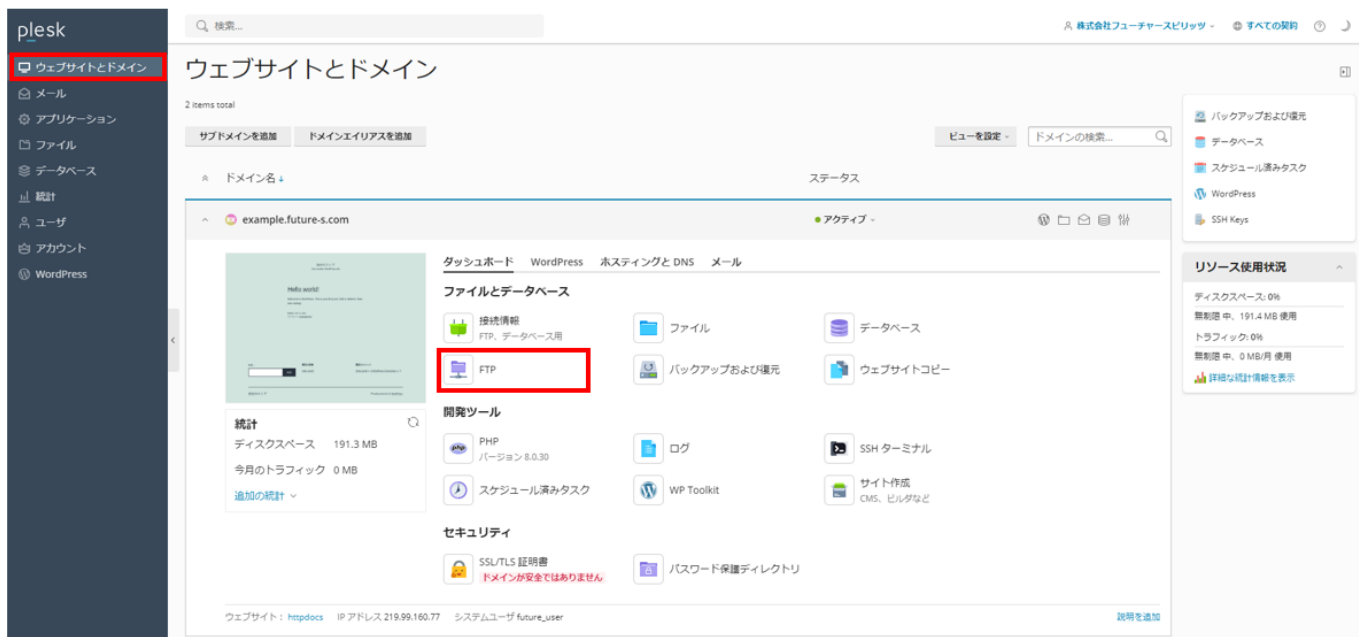 plesk
検索...
株式会社フューチャースピリッツ
すべての契約
ウェブサイトとドメイン
メール
アプリケーション
ファイル
データベース
統計
ユーザ
アカウント
WordPress
ウェブサイトとドメイン
2 items total
サブドメインを追加
ドメインエイリアスを追加
ビューを設定
ドメインの検索...
ドメイン名
ステータス
example.future-s.com
アクティブ
Hello world!
統計
ディスクスペース 191.3 MB
今月のトラフィック 0 MB
追加の統計
ダッシュボード WordPress ホスティングと DNS メール
ファイルとデータベース
接続情報
FTP、データベース用
ファイル
データベース
FTP
バックアップおよび復元
ウェブサイトコピー
開発ツール
PHP
バージョン 8.0.30
ログ
SSH ターミナル
スケジュール済みタスク
WP Toolkit
サイト作成
CMS、ビルダなど
セキュリティ
SSL/TLS 証明書
ドメインが安全ではありません
パスワード保護ディレクトリ
ウェブサイト: httpdocs IP アドレス 219.99.160.77 システムユーザ future_user
説明を追加
バックアップおよび復元
データベース
スケジュール済みタスク
WordPress
SSH Keys
リソース使用状況
ディスクスペース: 0%
無制限 中、191.4 MB 使用
トラフィック: 0%
無制限 中、0 MB/月 使用
詳細な統計情報を表示